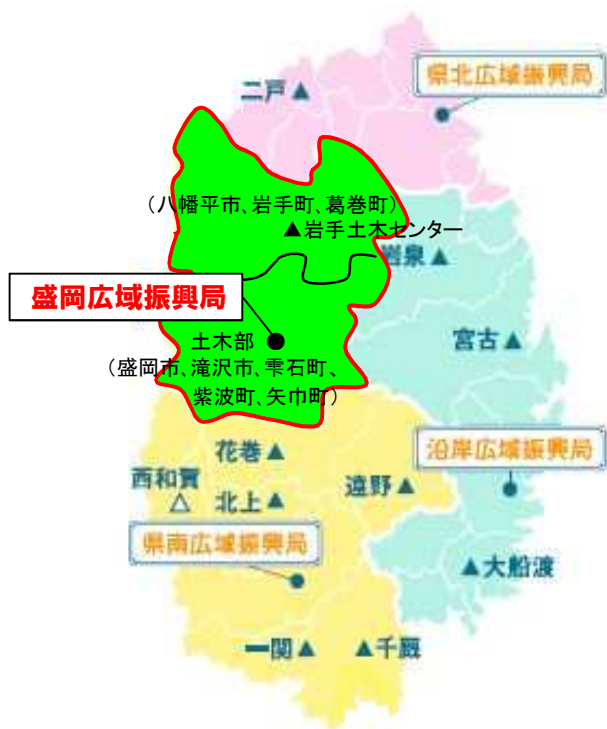 県北広域振興局
二戸▲
（八幡平市、岩手町、葛巻町）
▲岩手土木センター
岩泉▲
盛岡広域振興局
宮古▲
土木部 ●
（盛岡市、滝沢市、雫石町、
紫波町、矢巾町）
花巻▲
沿岸広域振興局
西和賀
△
北上▲
遠野▲
県南広域振興局
▲大船渡
一関▲
▲千厩